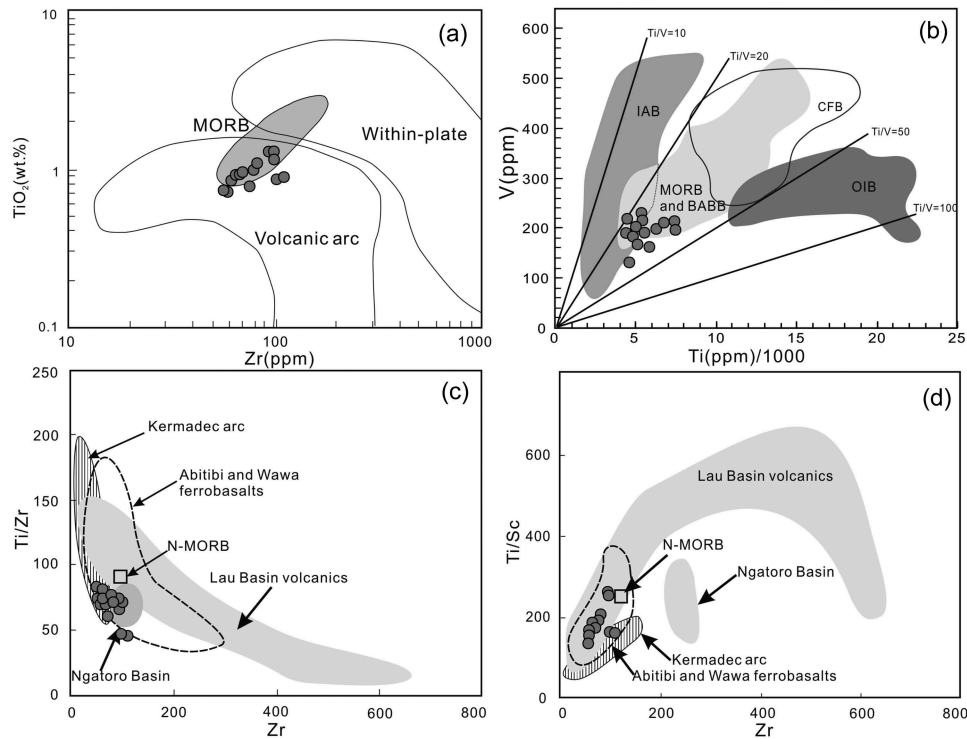 (a)
10
1
0.1
TiO2(wt.%)
MORB
Within-plate
Volcanic arc
10
100
1000
Zr(ppm)
(b)
600
500
400
300
200
100
0
V(ppm)
Ti/V=10
Ti/V=20
IAB
CFB
Ti/V=50
MORB
and BABB
OIB
Ti/V=100
0
5
10
15
20
25
Ti(ppm)/1000
(c)
250
200
150
100
50
0
Ti/Zr
Kermadec arc
Abitibi and Wawa
ferrobasalts
N-MORB
Lau Basin volcanics
Ngatoro Basin
0
200
400
600
800
Zr
(d)
600
400
200
0
Ti/Sc
Lau Basin volcanics
N-MORB
Ngatoro Basin
Kermadec arc
Abitibi and Wawa ferrobasalts
0
200
400
600
800
Zr